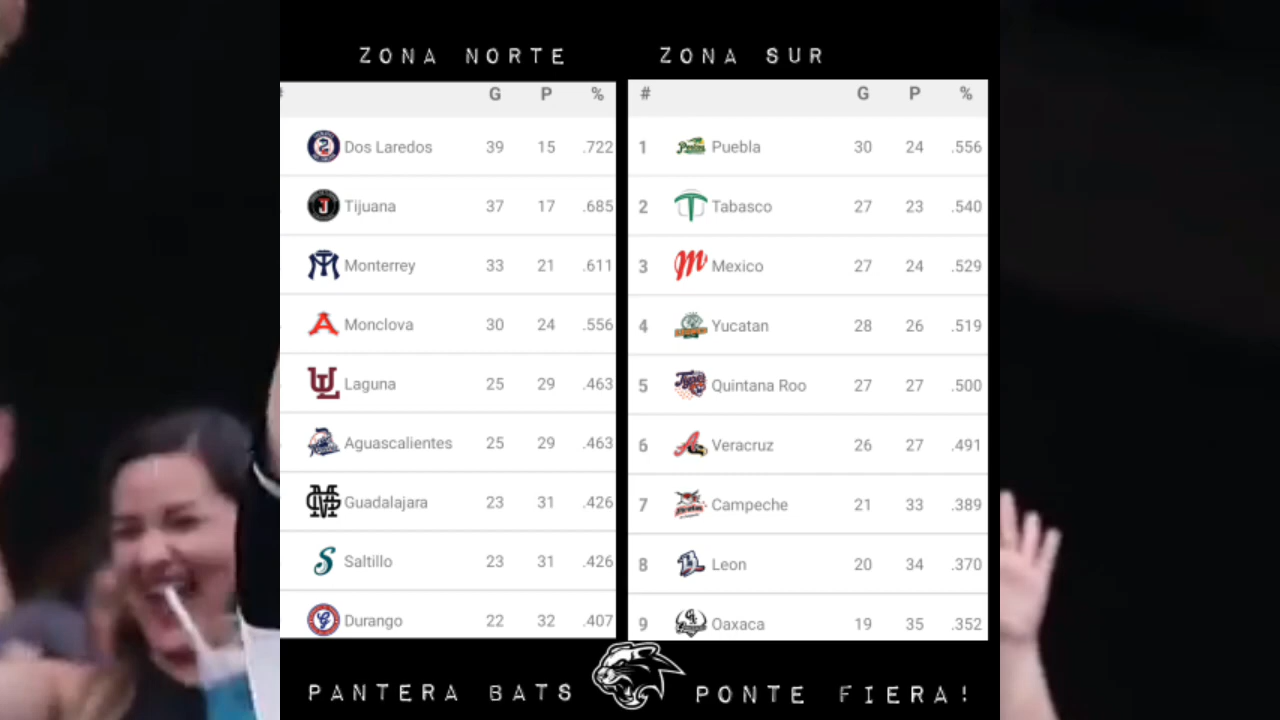 ZONA NORTE
G P %
Dos Laredos 39 15 .722
Tijuana 37 17 .685
Monterrey 33 21 .611
Monclova 30 24 .556
Laguna 25 29 .463
Aguascalientes 25 29 .463
Guadalajara 23 31 .426
Saltillo 23 31 .426
Durango 22 32 .407
ZONA SUR
# G P %
1 Puebla 30 24 .556
2 Tabasco 27 23 .540
3 Mexico 27 24 .529
4 Yucatan 28 26 .519
5 Quintana Roo 27 27 .500
6 Veracruz 26 27 .491
7 Campeche 21 33 .389
8 Leon 20 34 .370
9 Oaxaca 19 35 .352
PANTERA BATS PONTE FIERA!